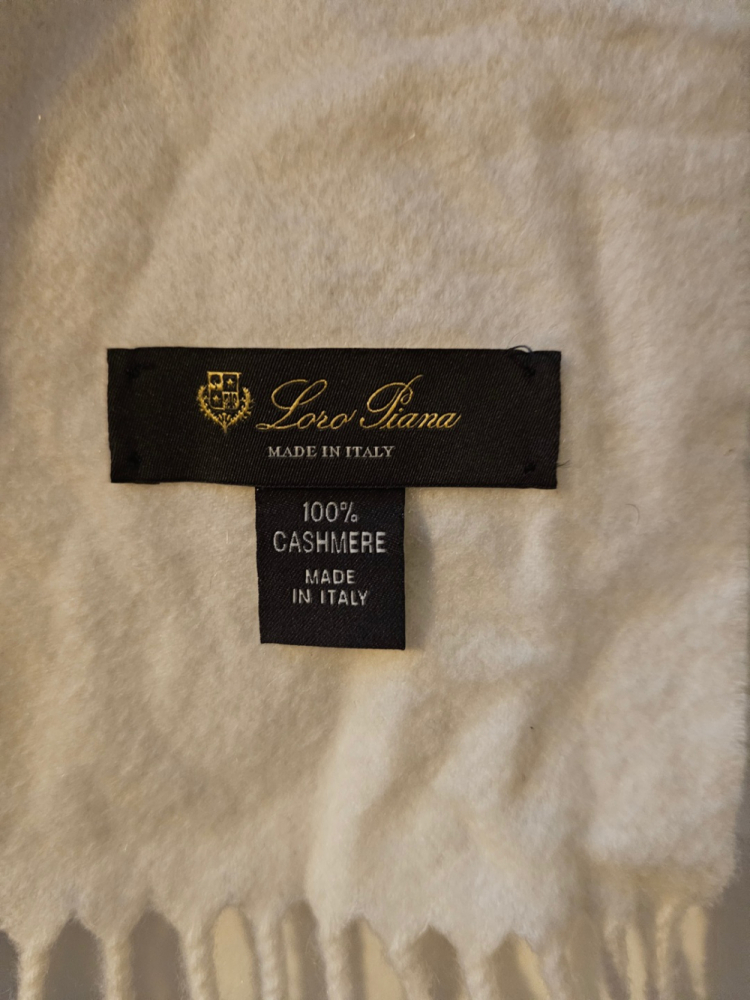 Loro Piana
MADE IN ITALY
100%
CASHMERE
MADE
IN ITALY